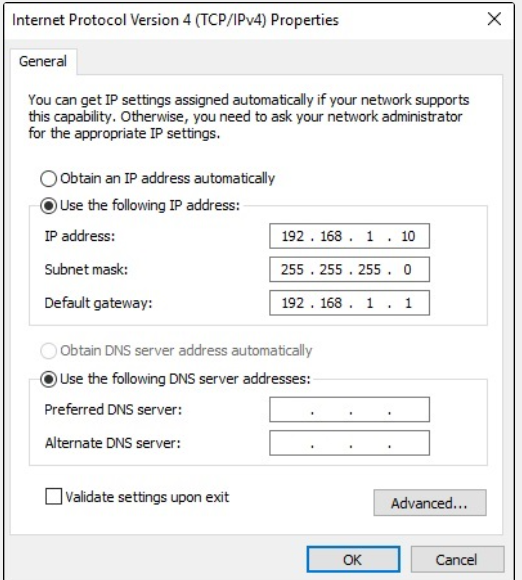 Internet Protocol Version 4 (TCP/IPv4) Properties
General
You can get IP settings assigned automatically if your network supports
this capability. Otherwise, you need to ask your network administrator
for the appropriate IP settings.
Obtain an IP address automatically
Use the following IP address:
IP address: 192 . 168 . 1 . 10
Subnet mask: 255 . 255 . 255 . 0
Default gateway: 192 . 168 . 1 . 1
Obtain DNS server address automatically
Use the following DNS server addresses:
Preferred DNS server: . . .
Alternate DNS server: . . .
Validate settings upon exit
Advanced...
OK Cancel